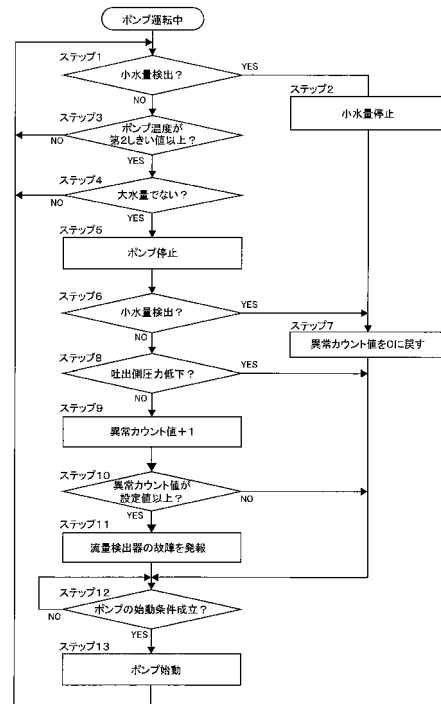 ポンプ運転中
ステップ1
小水量検出?
YES
NO
ステップ2
小水量停止
ステップ3
ポンプ温度が
第2しきい値以上?
NO
YES
ステップ4
大水量でない?
NO
YES
ステップ5
ポンプ停止
ステップ6
小水量検出?
YES
NO
ステップ7
異常カウント値を0に戻す
ステップ8
吐出側圧力低下?
YES
NO
ステップ9
異常カウント値+1
ステップ10
異常カウント値が
設定値以上?
NO
YES
ステップ11
流量検出器の故障を発報
ステップ12
ポンプの始動条件成立?
NO
YES
ステップ13
ポンプ始動